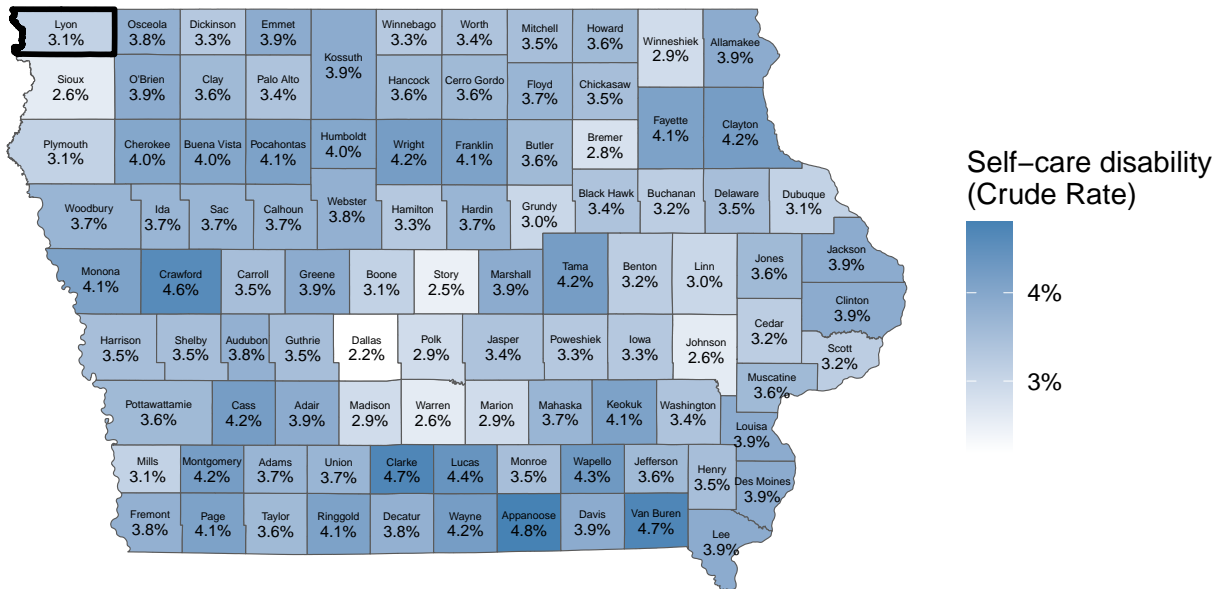 Lyon
3.1%
Osceola
3.8%
Dickinson
3.3%
Emmet
3.9%
Kossuth
3.9%
Winnebago
3.3%
Worth
3.4%
Mitchell
3.5%
Howard
3.6%
Winneshiek
2.9%
Allamakee
3.9%
Sioux
2.6%
O'Brien
3.9%
Clay
3.6%
Palo Alto
3.4%
Hancock
3.6%
Cerro Gordo
3.6%
Floyd
3.7%
Chickasaw
3.5%
Plymouth
3.1%
Cherokee
4.0%
Buena Vista
4.0%
Pocahontas
4.1%
Humboldt
4.0%
Wright
4.2%
Franklin
4.1%
Butler
3.6%
Bremer
2.8%
Fayette
4.1%
Clayton
4.2%
Woodbury
3.7%
Ida
3.7%
Sac
3.7%
Calhoun
3.7%
Webster
3.8%
Hamilton
3.3%
Hardin
3.7%
Grundy
3.0%
Black Hawk
3.4%
Buchanan
3.2%
Delaware
3.5%
Dubuque
3.1%
Monona
4.1%
Crawford
4.6%
Carroll
3.5%
Greene
3.9%
Boone
3.1%
Story
2.5%
Marshall
3.9%
Tama
4.2%
Benton
3.2%
Linn
3.0%
Jones
3.6%
Jackson
3.9%
Clinton
3.9%
Harrison
3.5%
Shelby
3.5%
Audubon
3.8%
Guthrie
3.5%
Dallas
2.2%
Polk
2.9%
Jasper
3.4%
Poweshiek
3.3%
Iowa
3.3%
Johnson
2.6%
Cedar
3.2%
Scott
3.2%
Muscatine
3.6%
Pottawattamie
3.6%
Cass
4.2%
Adair
3.9%
Madison
2.9%
Warren
2.6%
Marion
2.9%
Mahaska
3.7%
Keokuk
4.1%
Washington
3.4%
Louisa
3.9%
Mills
3.1%
Montgomery
4.2%
Adams
3.7%
Union
3.7%
Clarke
4.7%
Lucas
4.4%
Monroe
3.5%
Wapello
4.3%
Jefferson
3.6%
Henry
3.5%
Des Moines
3.9%
Fremont
3.8%
Page
4.1%
Taylor
3.6%
Ringgold
4.1%
Decatur
3.8%
Wayne
4.2%
Appanoose
4.8%
Davis
3.9%
Van Buren
4.7%
Lee
3.9%
Self−care disability
(Crude Rate)
4%
3%